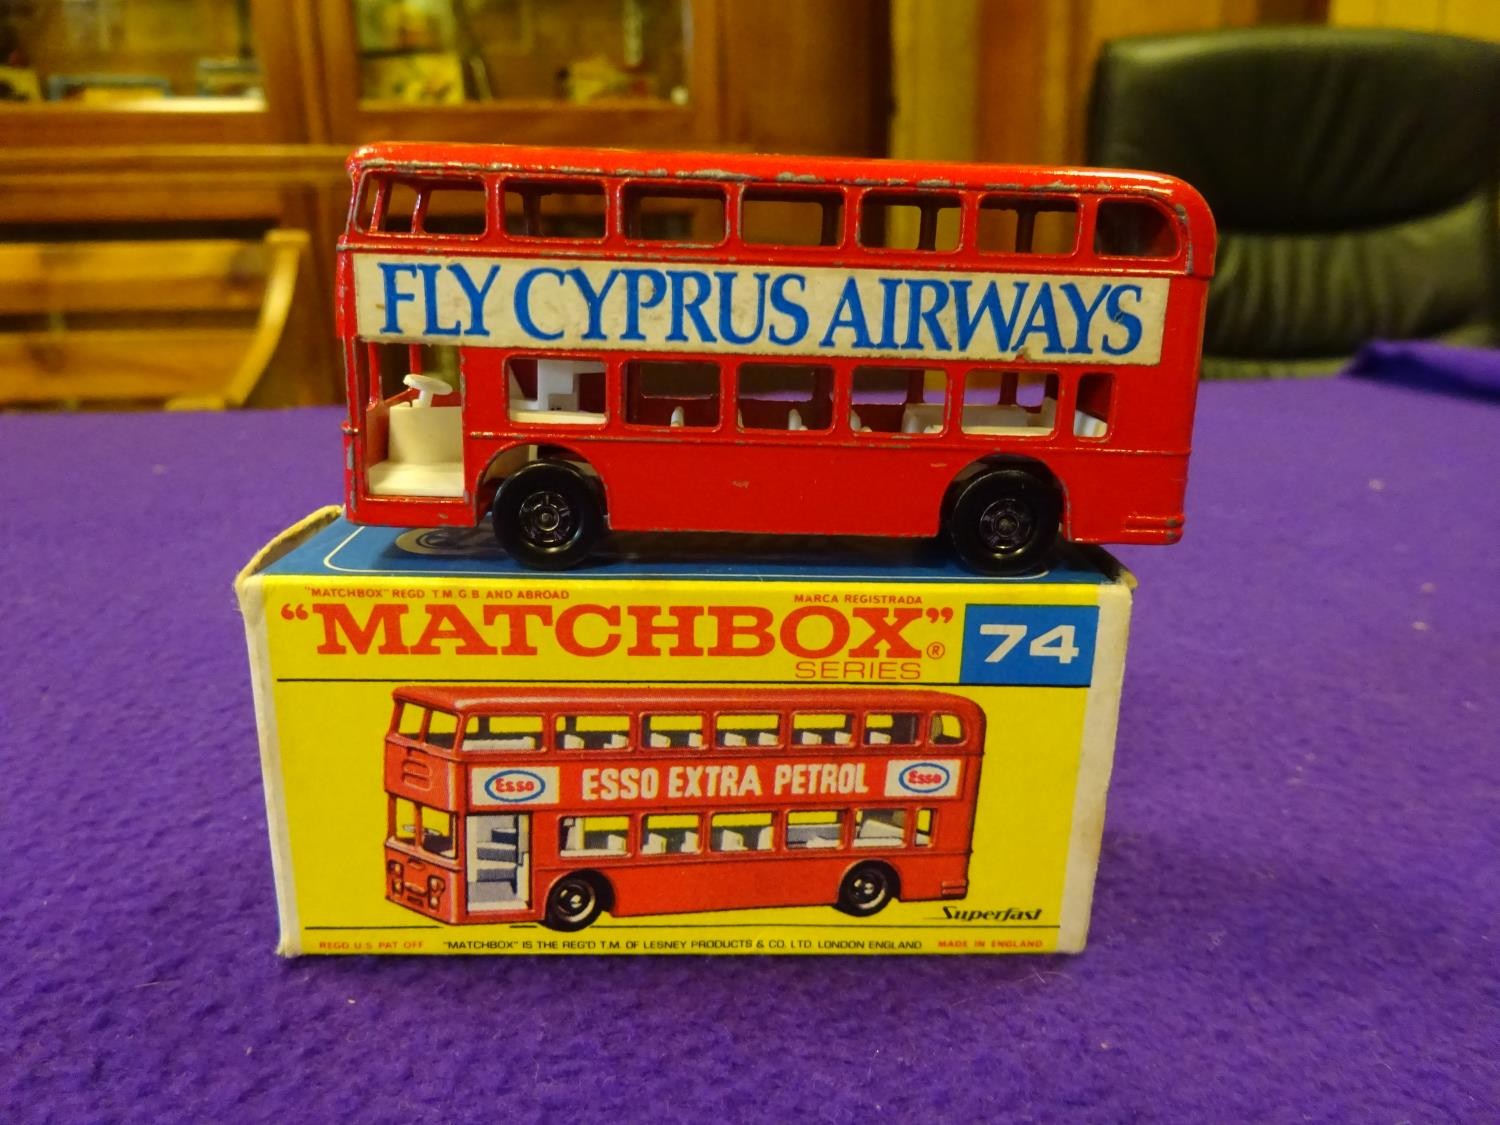 FLY CYPRUS AIRWAYS
"MATCHBOX" REGD. T.M. G.B. AND ABROAD
MARCA REGISTRADA
"MATCHBOX"®
SERIES
74
Esso ESSO EXTRA PETROL Esso
Superfast
REGD U.S PAT OFF "MATCHBOX" IS THE REG'D T.M. OF LESNEY PRODUCTS & CO. LTD. LONDON ENGLAND MADE IN ENGLAND